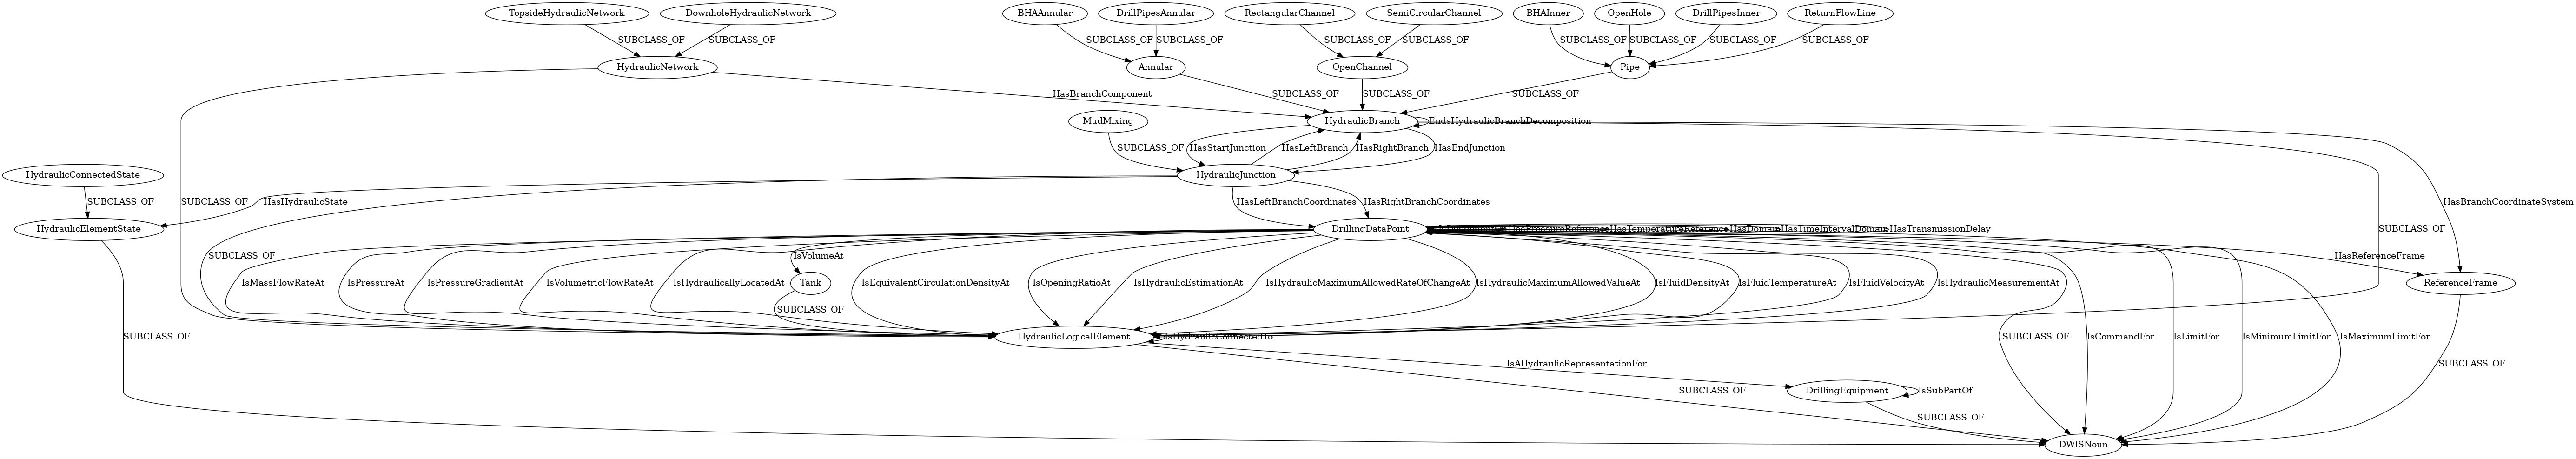 TopsideHydraulicNetwork
DownholeHydraulicNetwork
BHAAnnular
DrillPipesAnnular
RectangularChannel
SemiCircularChannel
BHAInner
OpenHole
DrillPipesInner
ReturnFlowLine
SUBCLASS_OF
SUBCLASS_OF
SUBCLASS_OF
SUBCLASS_OF
SUBCLASS_OF
SUBCLASS_OF
SUBCLASS_OF
SUBCLASS_OF
SUBCLASS_OF
SUBCLASS_OF
HydraulicNetwork
Annular
OpenChannel
Pipe
HasBranchComponent
SUBCLASS_OF
SUBCLASS_OF
SUBCLASS_OF
MudMixing
HydraulicBranch
EndsHydraulicBranchDecomposition
SUBCLASS_OF
HasStartJunction
HasLeftBranch
HasRightBranch
HasEndJunction
HydraulicConnectedState
HydraulicJunction
SUBCLASS_OF
SUBCLASS_OF
HasHydraulicState
HasLeftBranchCoordinates
HasRightBranchCoordinates
HasBranchCoordinateSystem
HydraulicElementState
DrillingDataPoint
HasPressureReference
HasTemperatureReference
HasDomain
HasTimeIntervalDomain
HasTransmissionDelay
SUBCLASS_OF
SUBCLASS_OF
IsVolumeAt
HasReferenceFrame
IsMassFlowRateAt
IsPressureAt
IsPressureGradientAt
IsVolumetricFlowRateAt
IsHydraulicallyLocatedAt
Tank
IsEquivalentCirculationDensityAt
IsOpeningRatioAt
IsHydraulicEstimationAt
IsHydraulicMaximumAllowedRateOfChangeAt
IsHydraulicMaximumAllowedValueAt
IsFluidDensityAt
IsFluidTemperatureAt
IsFluidVelocityAt
IsHydraulicMeasurementAt
ReferenceFrame
SUBCLASS_OF
SUBCLASS_OF
HydraulicLogicalElement
IsHydraulicConnectedTo
SUBCLASS_OF
IsCommandFor
IsLimitFor
IsMinimumLimitFor
IsMaximumLimitFor
IsAHydraulicRepresentationFor
SUBCLASS_OF
SUBCLASS_OF
DrillingEquipment
IsSubPartOf
SUBCLASS_OF
DWISNoun